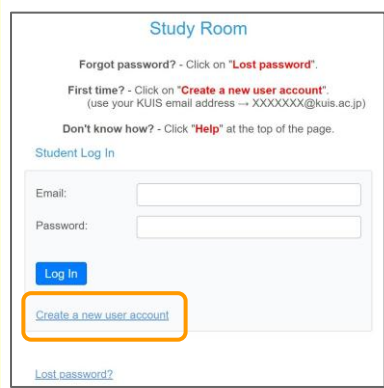 Study Room
Forgot password? - Click on "Lost password".
First time? - Click on "Create a new user account".
(use your KUIS email address → XXXXXXX@kuis.ac.jp)
Don't know how? - Click "Help" at the top of the page.
Student Log In
Email:
Password:
Log In
Create a new user account
Lost password?